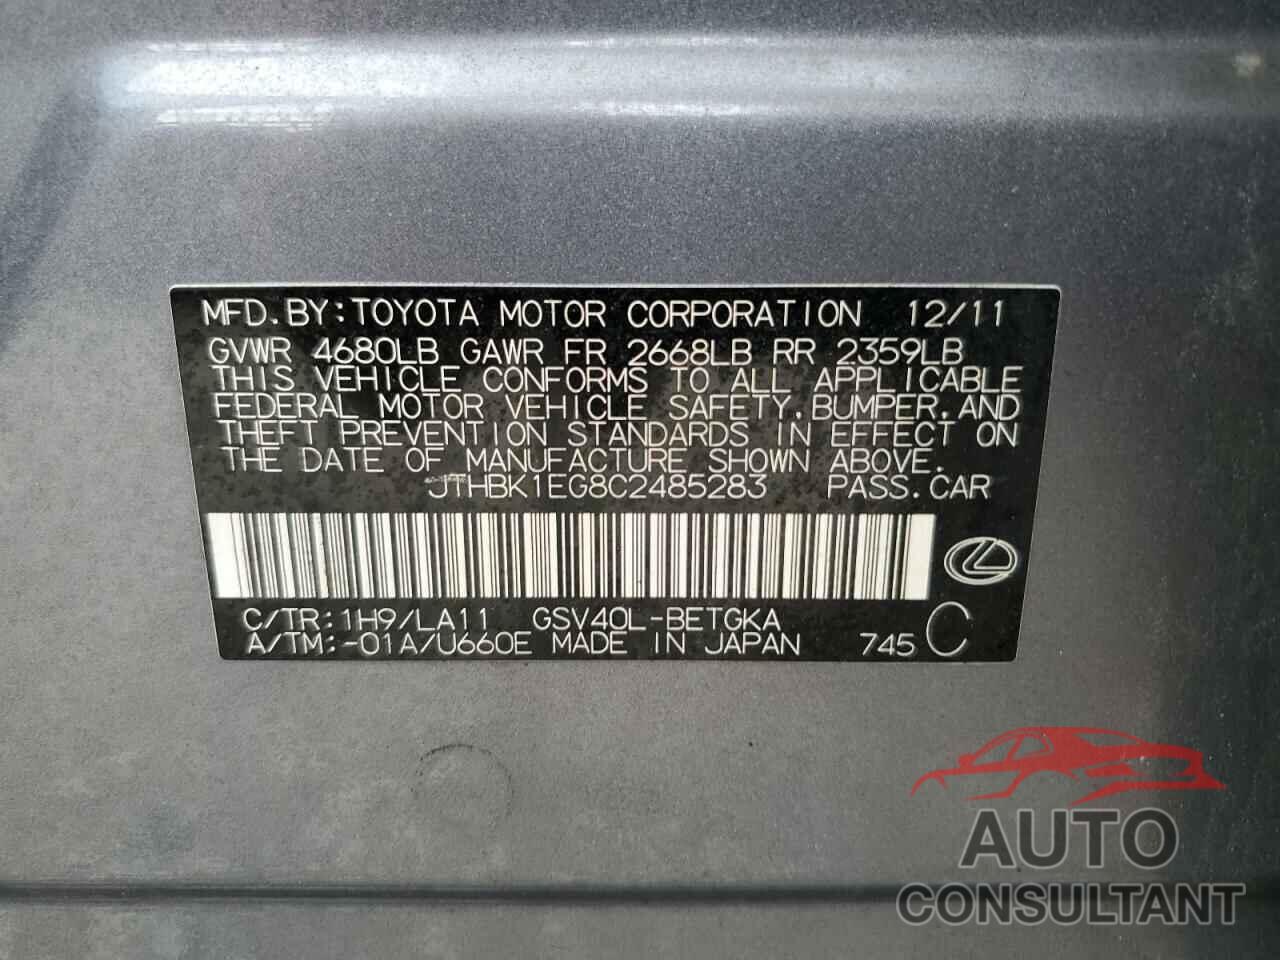 MFD.BY:TOYOTA MOTOR CORPORATION 12/11
GVWR 4680LB GAWR FR 2668LB RR 2359LB
THIS VEHICLE CONFORMS TO ALL APPLICABLE
FEDERAL MOTOR VEHICLE SAFETY,BUMPER,AND
THEFT PREVENTION STANDARDS IN EFFECT ON
THE DATE OF MANUFACTURE SHOWN ABOVE.
JTHBK1EG8C2485283 PASS.CAR
C/TR:1H9/LA11 GSV40L-BETGKA
A/TM:-01A/U660E MADE IN JAPAN 745 C
AUTO
CONSULTANT